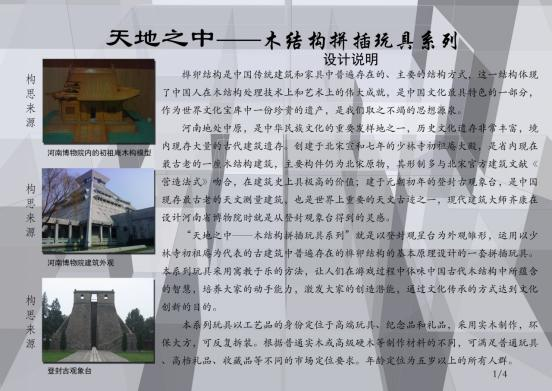 天地之中——木结构拼插玩具系列
设计说明
构思来源
河南博物院内的初祖庵木构模型
构思来源
河南博物院建筑外观
构思来源
登封古观象台
榫卯结构是中国传统建筑和家具中普遍存在的、主要的结构方式，这一结构体现
了中国人在木结构处理技术上和艺术上的伟大成就，是中国文化最具特色的一部分，
作为世界文化宝库中一份珍贵的遗产，是我们取之不竭的思想源泉。
河南地处中原，是中华民族文化的重要发祥地之一，历史文化遗存非常丰富，境
内现存大量的古代建筑遗存。创建于北宋宣和七年的少林寺初祖庵大殿，是省内现在
最古老的一座木结构建筑，主要构件仍为北宋原物，其形制多与北宋官方建筑文献《
营造法式》吻合，在建筑史上具极高的价值；建于元朝初年的登封古观象台，是中国
现存最古老的天文测量建筑，也是世界上重要的天文古迹之一，现代建筑大师齐康在
设计河南省博物院时就是从登封观象台得到的灵感。
“天地之中——木结构拼插玩具系列”就是以登封观星台为外观雏形，运用以少
林寺初祖庵为代表的古建筑中普遍存在的榫卯结构的基本原理设计的一套拼插玩具。
本系列玩具采用寓教于乐的方法，让人们在游戏过程中体味中国古代木结构中所蕴含
的智慧，培养大家的动手能力，激发大家的创造潜能，通过文化传承的方式达到文化
创新的目的。
本系列玩具以工艺品的身份定位于高端玩具、纪念品和礼品，采用实木制作，环
保大方，可反复拆装。根据普通实木或高级硬木等制作材料的不同，可满足普通玩具
、高档礼品、收藏品等不同的市场定位要求。年龄定位为五岁以上的所有人群。
1/4